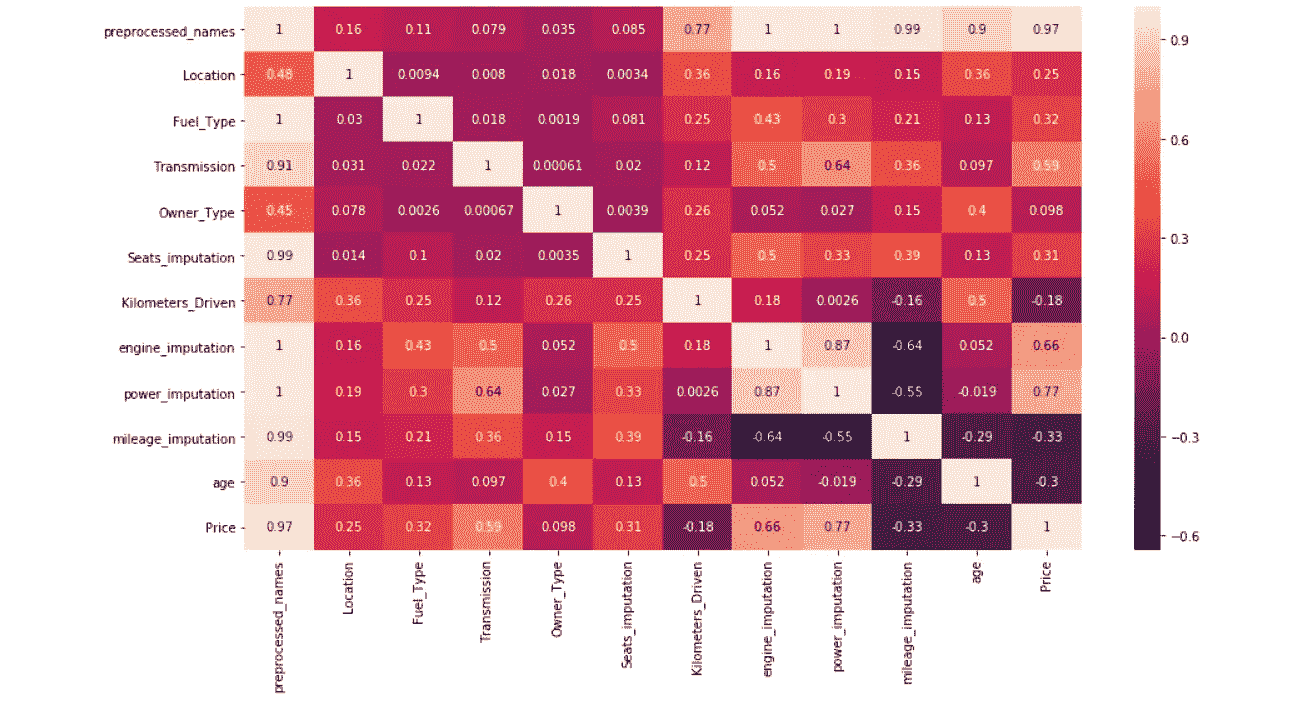 preprocessed_names 1 0.16 0.11 0.079 0.035 0.085 0.77 1 1 0.99 0.9 0.97
Location 0.48 1 0.0094 0.008 0.018 0.0034 0.36 0.16 0.19 0.15 0.36 0.25
Fuel_Type 1 0.03 1 0.018 0.0019 0.081 0.25 0.43 0.3 0.21 0.13 0.32
Transmission 0.91 0.031 0.022 1 0.00061 0.02 0.12 0.5 0.64 0.36 0.097 0.59
Owner_Type 0.45 0.078 0.0026 0.00067 1 0.0039 0.26 0.052 0.027 0.15 0.4 0.098
Seats_imputation 0.99 0.014 0.1 0.02 0.0035 1 0.25 0.5 0.33 0.39 0.13 0.31
Kilometers_Driven 0.77 0.36 0.25 0.12 0.26 0.25 1 0.18 0.0026 -0.16 0.5 -0.18
engine_imputation 1 0.16 0.43 0.5 0.052 0.5 0.18 1 0.87 -0.64 0.052 0.66
power_imputation 1 0.19 0.3 0.64 0.027 0.33 0.0026 0.87 1 -0.55 -0.019 0.77
mileage_imputation 0.99 0.15 0.21 0.36 0.15 0.39 -0.16 -0.64 -0.55 1 -0.29 -0.33
age 0.9 0.36 0.13 0.097 0.4 0.13 0.5 0.052 -0.019 -0.29 1 -0.3
Price 0.97 0.25 0.32 0.59 0.098 0.31 -0.18 0.66 0.77 -0.33 -0.3 1
preprocessed_names
Location
Fuel_Type
Transmission
Owner_Type
Seats_imputation
Kilometers_Driven
engine_imputation
power_imputation
mileage_imputation
age
Price
0.9
0.6
0.3
0.0
−0.3
−0.6